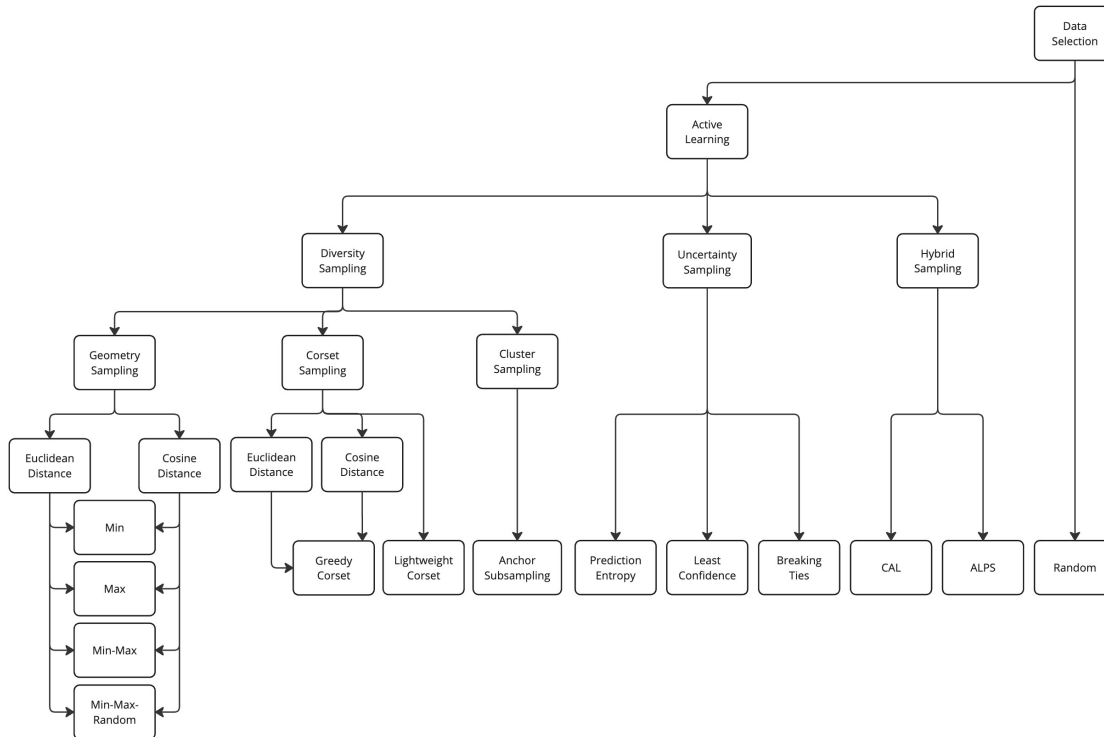 Data
Selection
Active
Learning
Diversity
Sampling
Uncertainty
Sampling
Hybrid
Sampling
Geometry
Sampling
Corset
Sampling
Cluster
Sampling
Euclidean
Distance
Cosine
Distance
Euclidean
Distance
Cosine
Distance
Min
Max
Min-Max
Min-Max-
Random
Greedy
Corset
Lightweight
Corset
Anchor
Subsampling
Prediction
Entropy
Least
Confidence
Breaking
Ties
CAL
ALPS
Random